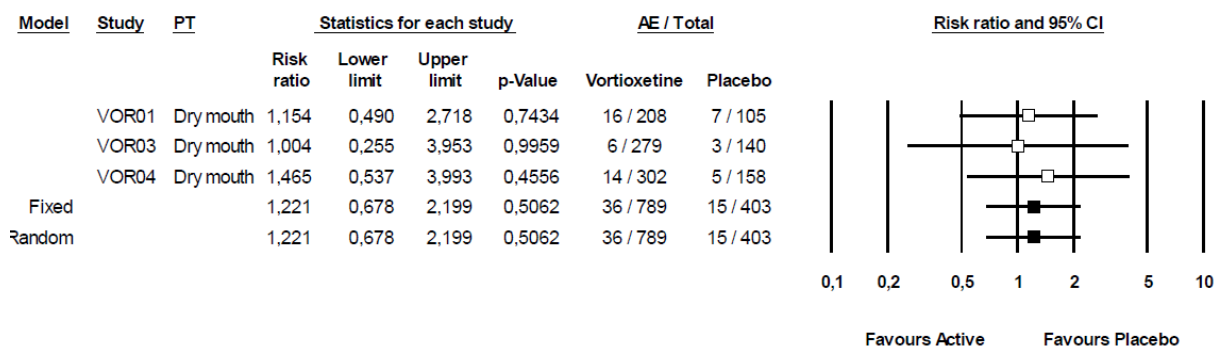 Model Study PT Statistics for each study AE / Total Risk ratio and 95% CI
Risk ratio Lower limit Upper limit p-Value Vortioxetine Placebo
VOR01 Dry mouth 1,154 0,490 2,718 0,7434 16 / 208 7 / 105
VOR03 Dry mouth 1,004 0,255 3,953 0,9959 6 / 279 3 / 140
VOR04 Dry mouth 1,465 0,537 3,993 0,4556 14 / 302 5 / 158
Fixed 1,221 0,678 2,199 0,5062 36 / 789 15 / 403
Random 1,221 0,678 2,199 0,5062 36 / 789 15 / 403
0,1 0,2 0,5 1 2 5 10
Favours Active Favours Placebo